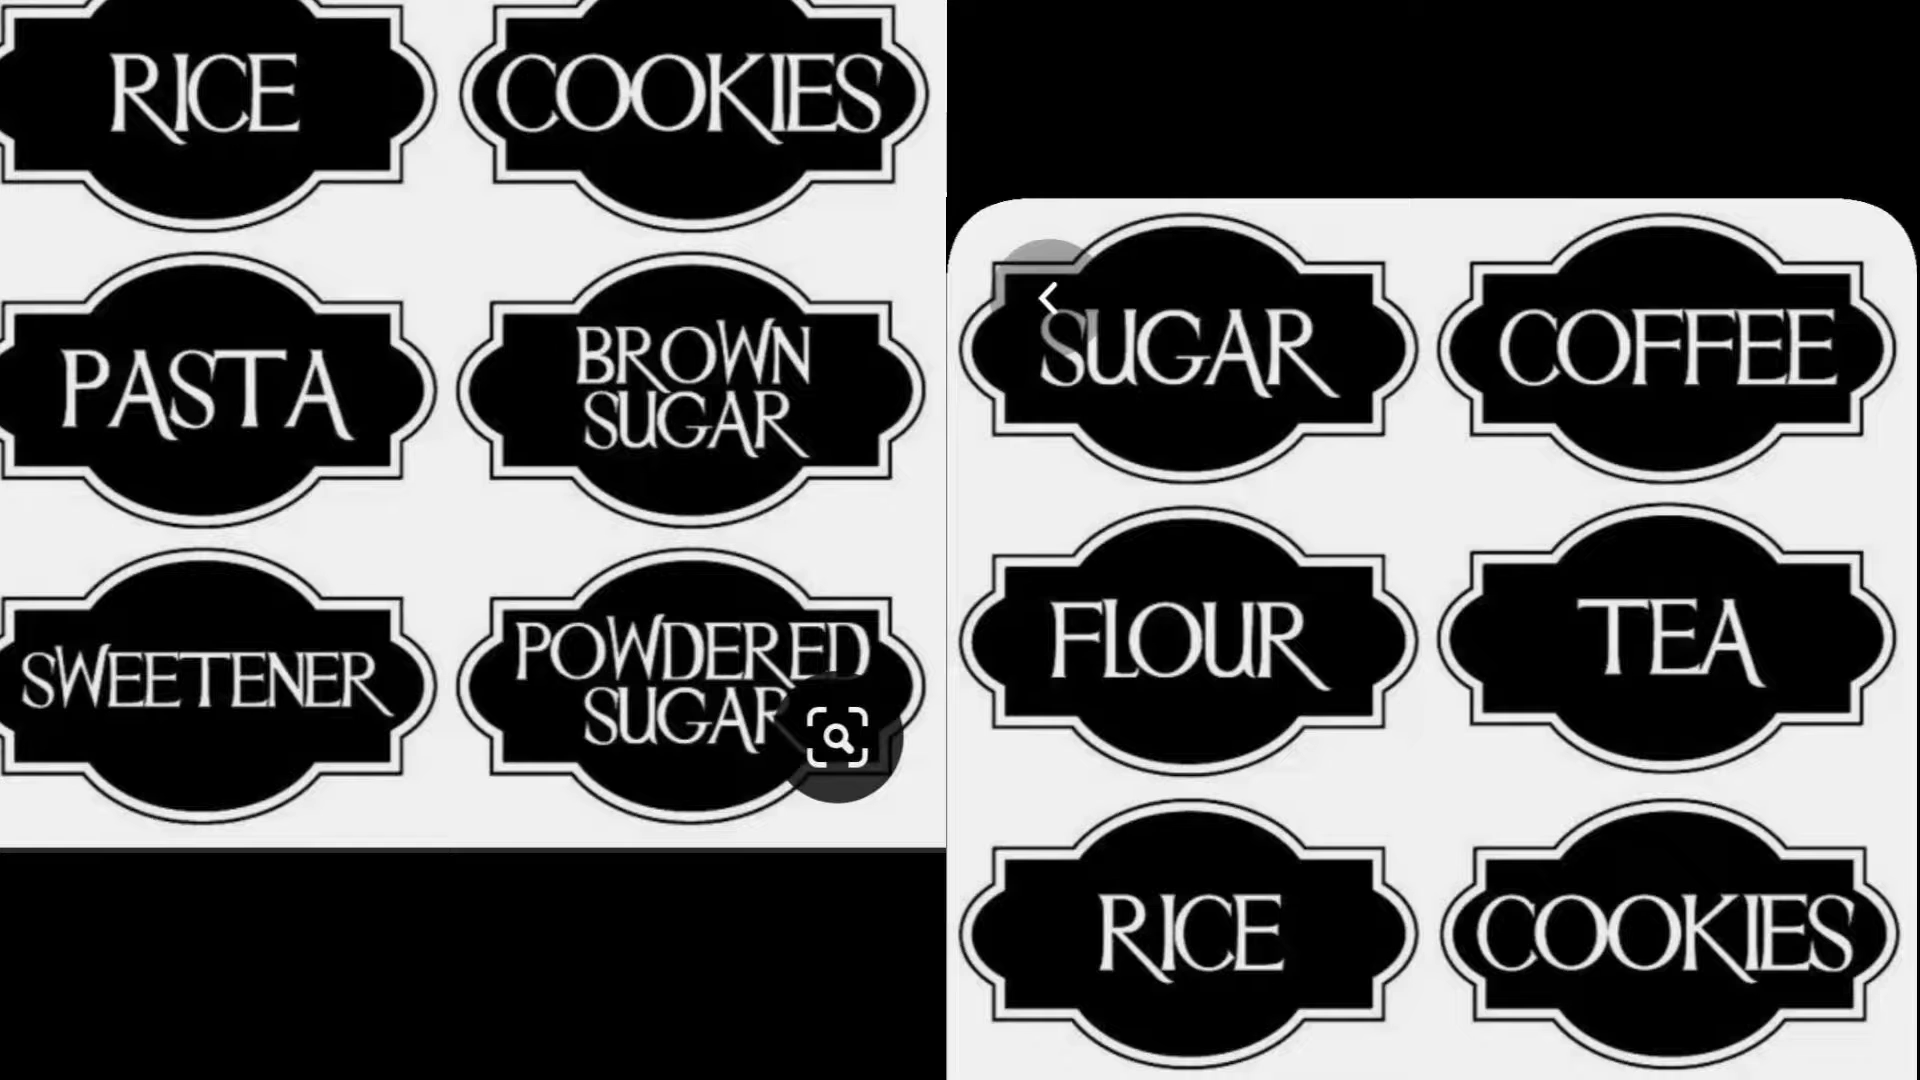 RICE
COOKIES
PASTA
BROWN
SUGAR
SWEETENER
POWDERED
SUGAR
SUGAR
COFFEE
FLOUR
TEA
RICE
COOKIES